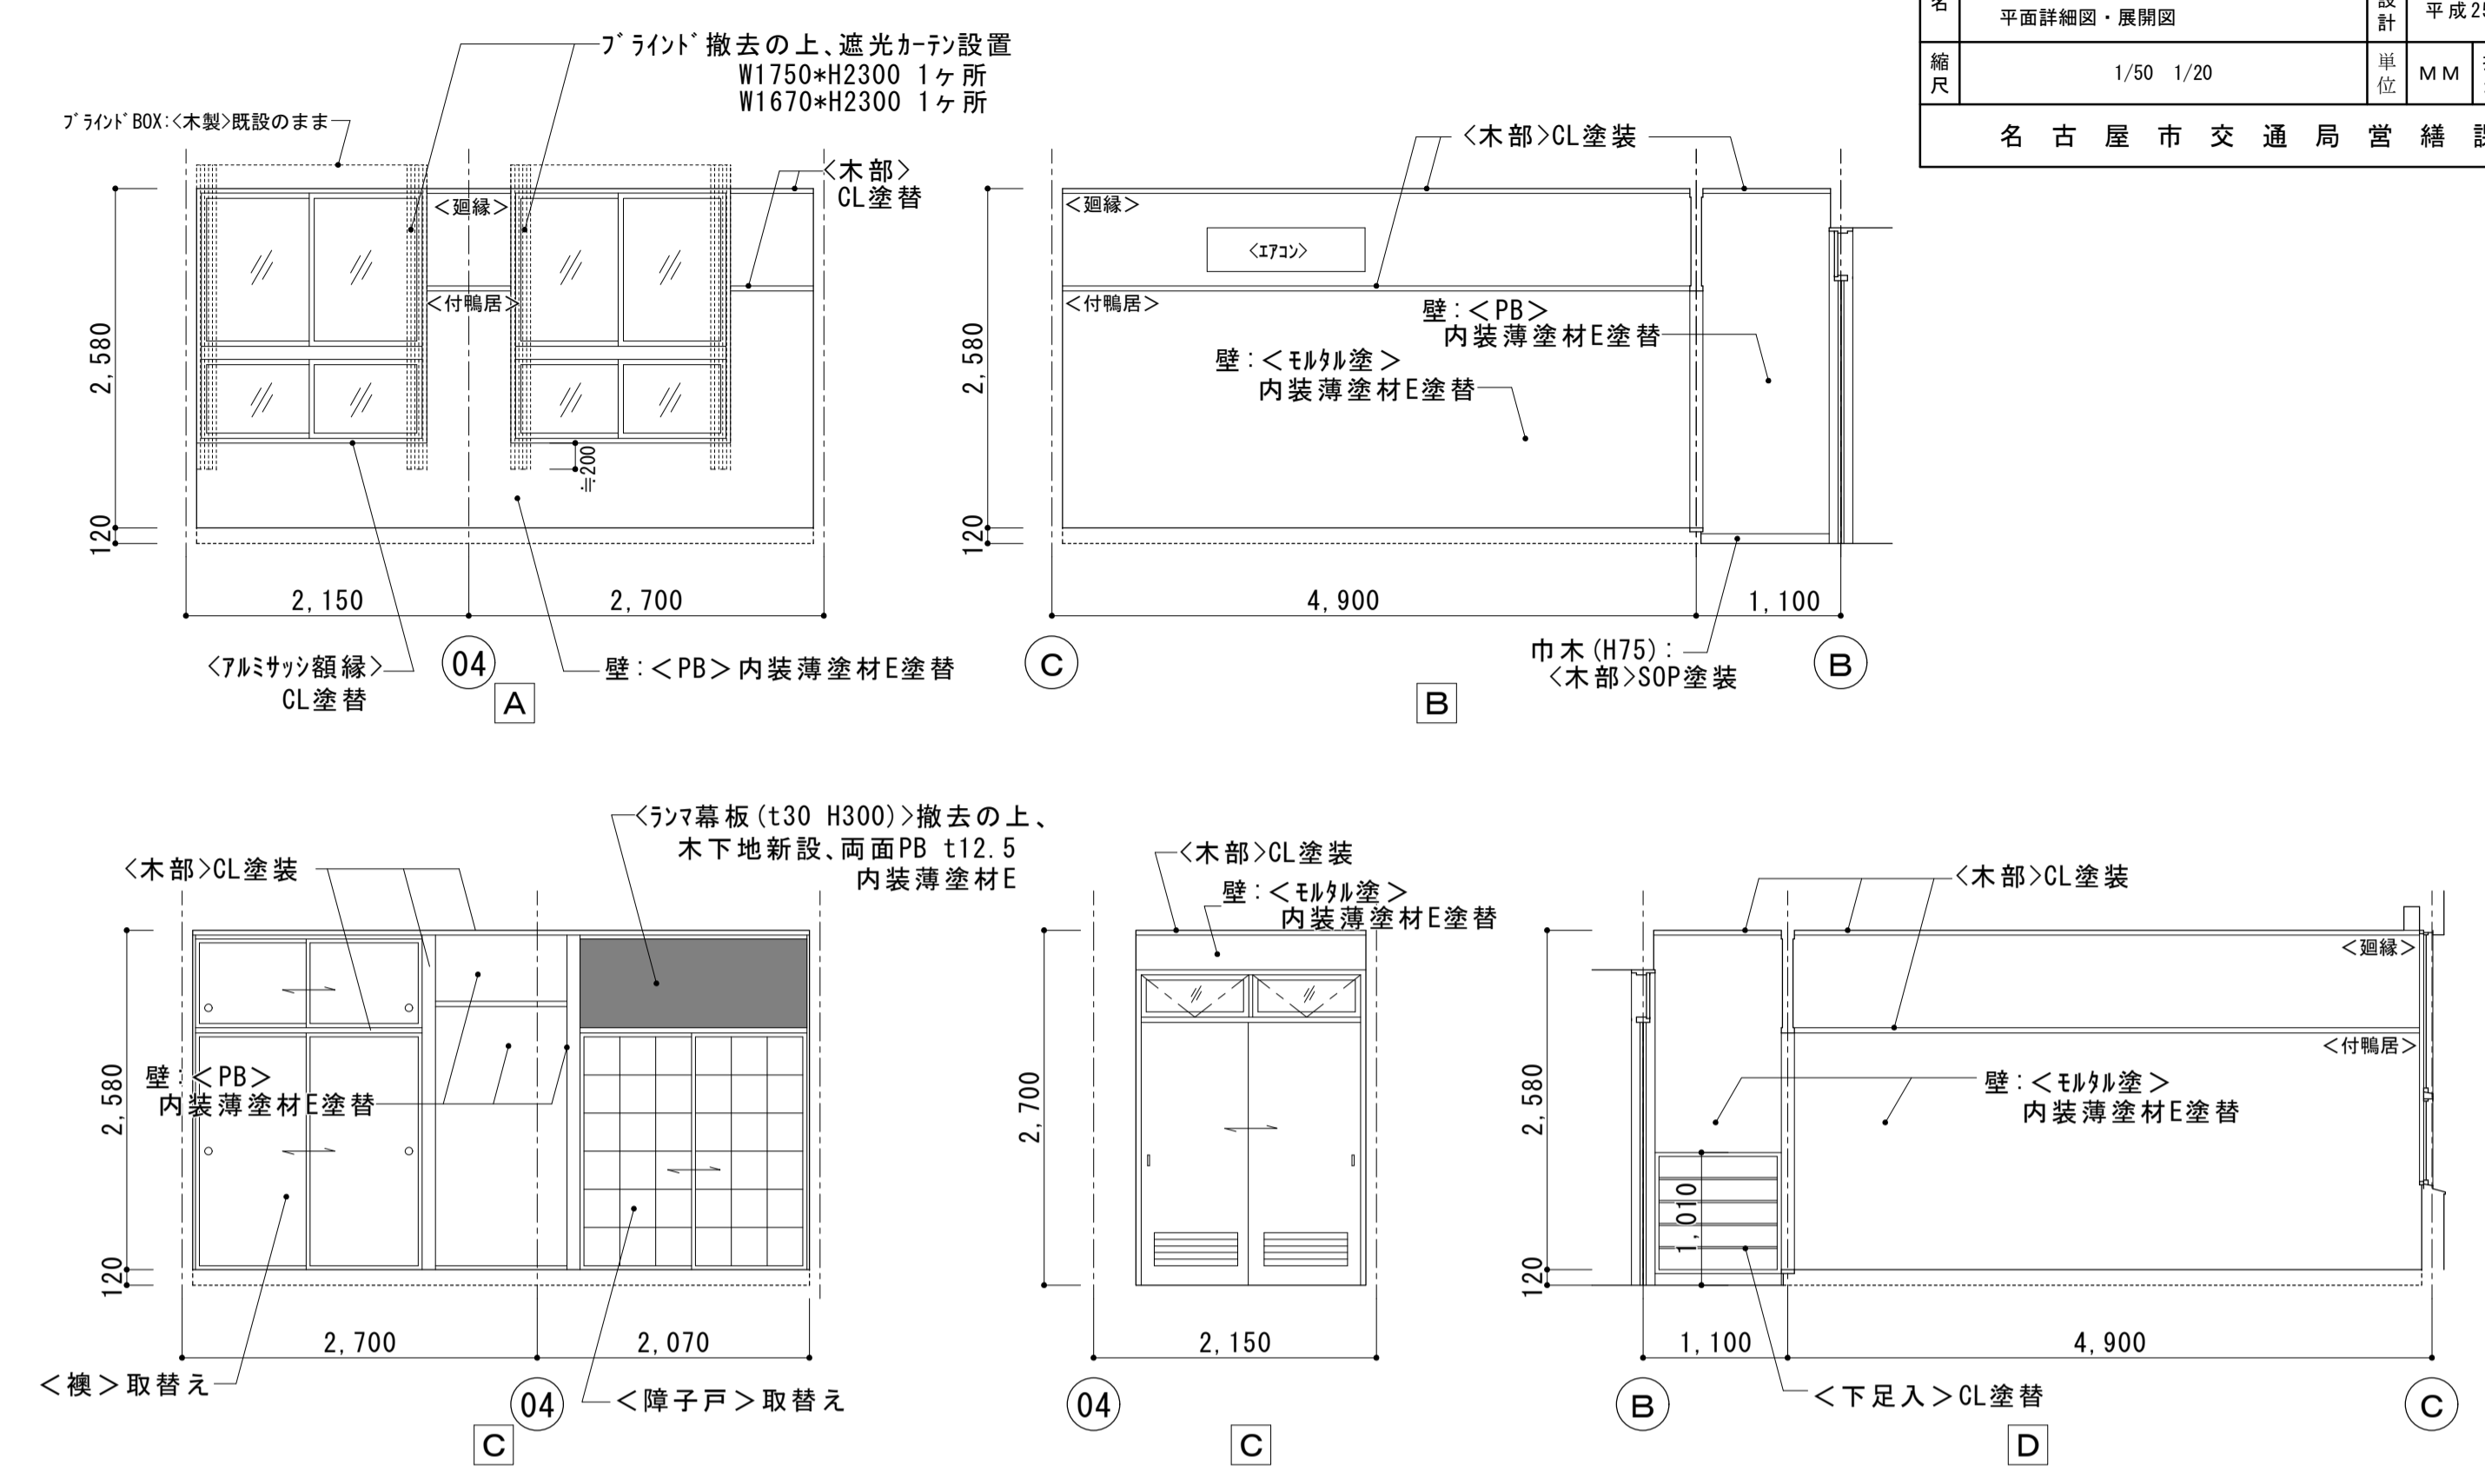 名
平面詳細図・展開図
設計
平成25
縮尺
1/50 1/20
単位
MM
名古屋市交通局営繕課
ﾌﾞﾗｲﾝﾄﾞ撤去の上、遮光ｶｰﾃﾝ設置
W1750*H2300 1ヶ所
W1670*H2300 1ヶ所
ﾌﾞﾗｲﾝﾄﾞBOX:<木製>既設のまま
<木部>
CL塗替
<廻縁>
<付鴨居>
2,580
120
≒200
2,150
2,700
<ｱﾙﾐｻｯｼ額縁>
CL塗替
04
壁:<PB>内装薄塗材E塗替
A
<木部>CL塗装
<廻縁>
<ｴｱｺﾝ>
<付鴨居>
壁:<PB>
内装薄塗材E塗替
壁:<ﾓﾙﾀﾙ塗>
内装薄塗材E塗替
2,580
120
4,900
1,100
巾木(H75):
<木部>SOP塗装
C
B
B
<ﾗﾝﾏ幕板(t30 H300)>撤去の上、
木下地新設、両面PB t12.5
内装薄塗材E
<木部>CL塗装
壁:<PB>
内装薄塗材E塗替
2,580
120
2,700
2,070
<襖>取替え
04
<障子戸>取替え
C
<木部>CL塗装
壁:<ﾓﾙﾀﾙ塗>
内装薄塗材E塗替
2,700
2,150
04
C
<木部>CL塗装
<廻縁>
<付鴨居>
壁:<ﾓﾙﾀﾙ塗>
内装薄塗材E塗替
2,580
120
1,010
1,100
4,900
<下足入>CL塗替
B
C
D